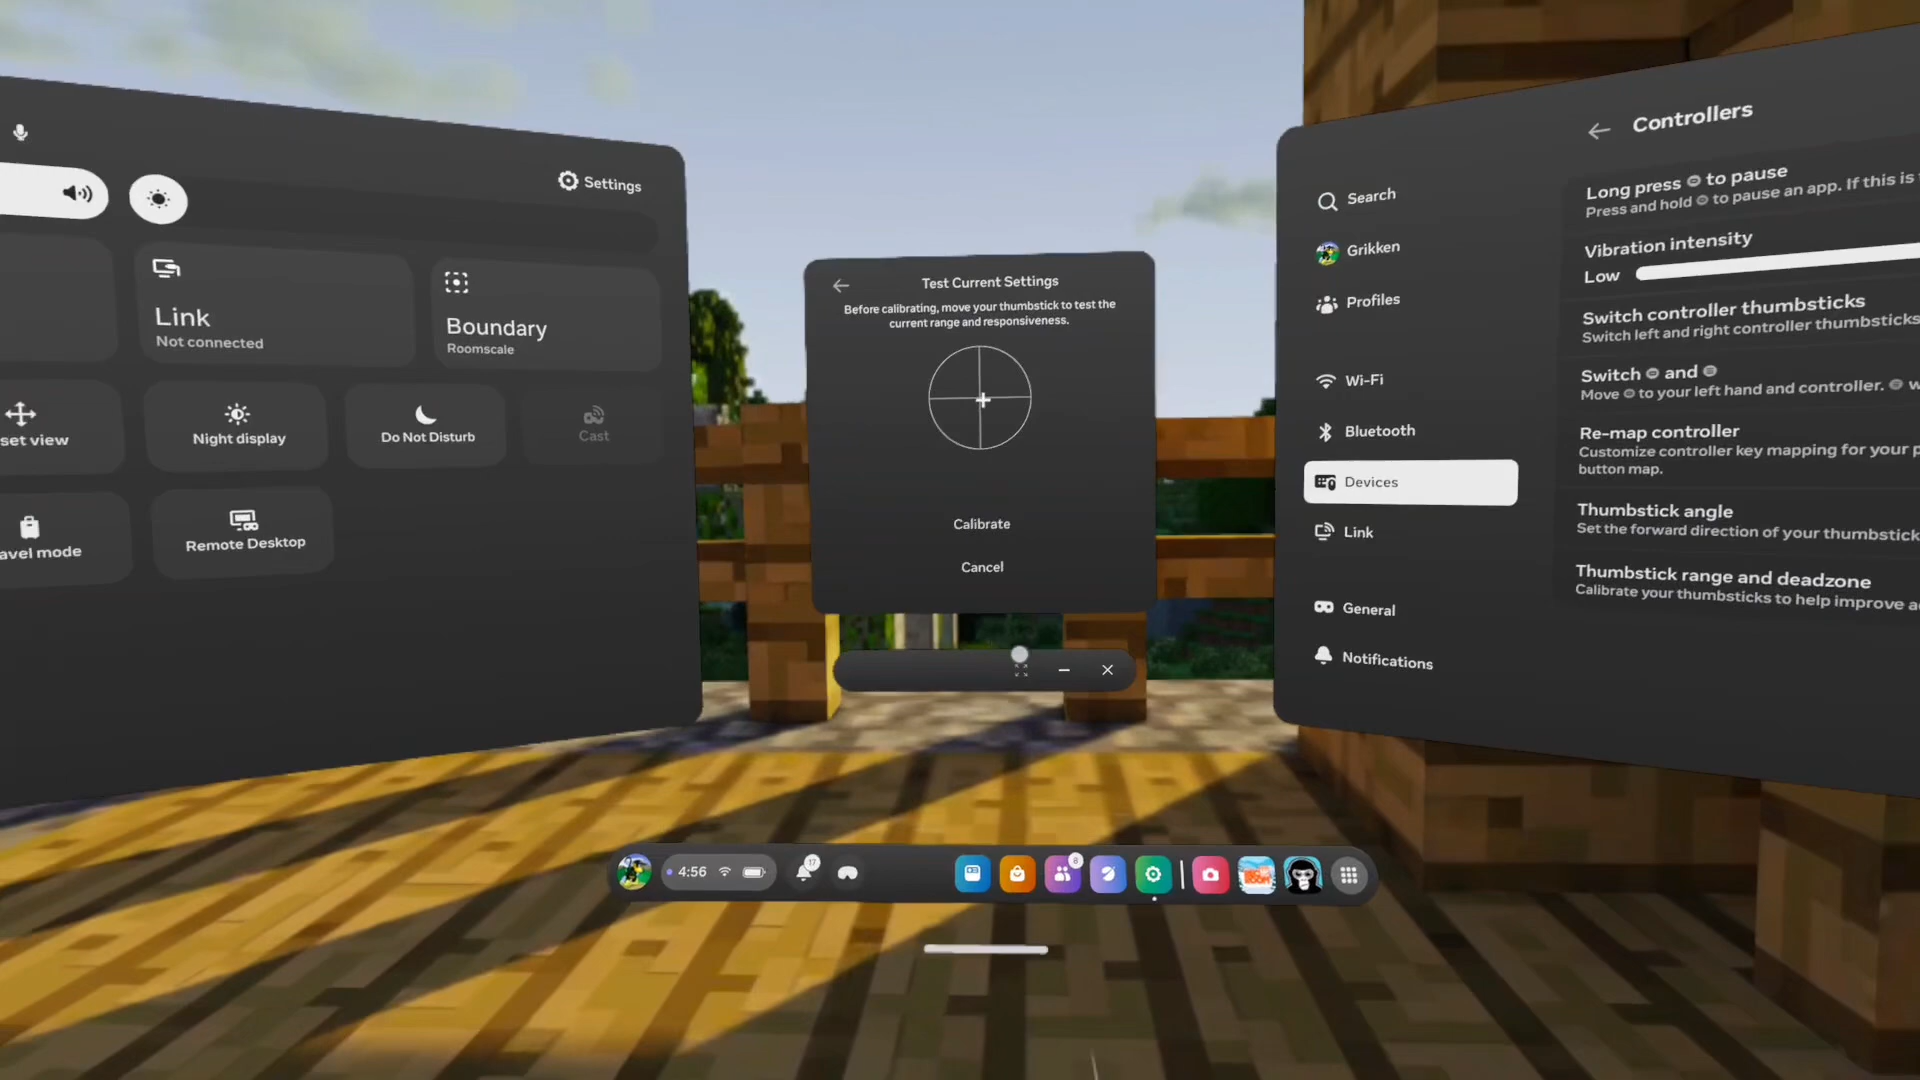 Settings
Link
Not connected
Boundary
Roomscale
set view
Night display
Do Not Disturb
Cast
avel mode
Remote Desktop
Test Current Settings
Before calibrating, move your thumbstick to test the
current range and responsiveness.
Calibrate
Cancel
Search
Grikken
Profiles
Wi-Fi
Bluetooth
Devices
Link
General
Notifications
Controllers
Long press to pause
Press and hold to pause an app. If this is
Vibration intensity
Low
Switch controller thumbsticks
Switch left and right controller thumbsticks
Switch and
Move to your left hand and controller. w
Re-map controller
Customize controller key mapping for your p
button map.
Thumbstick angle
Set the forward direction of your thumbstick
Thumbstick range and deadzone
Calibrate your thumbsticks to help improve a
4:56
17
8